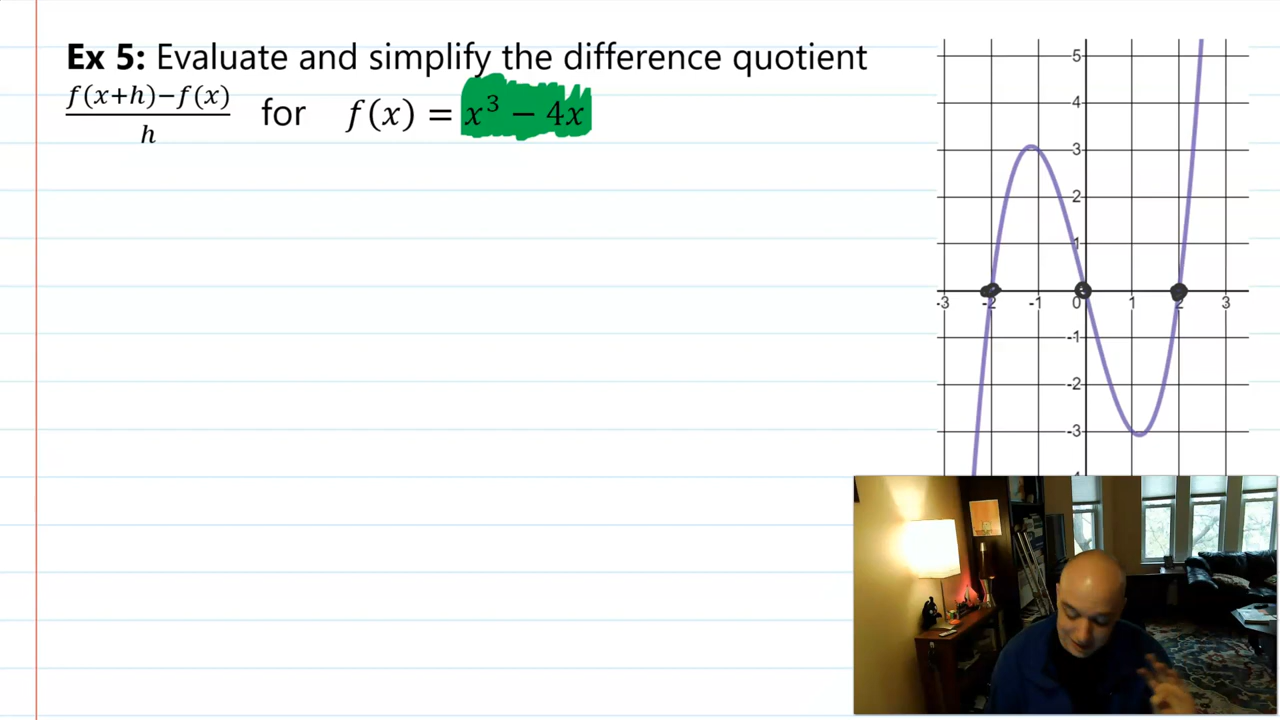 Ex 5: Evaluate and simplify the difference quotient
f(x+h)−f(x)
h
for f(x) = x³ − 4x
5
4
3
2
1
-3 -2 -1 0 1 2 3
-1
-2
-3